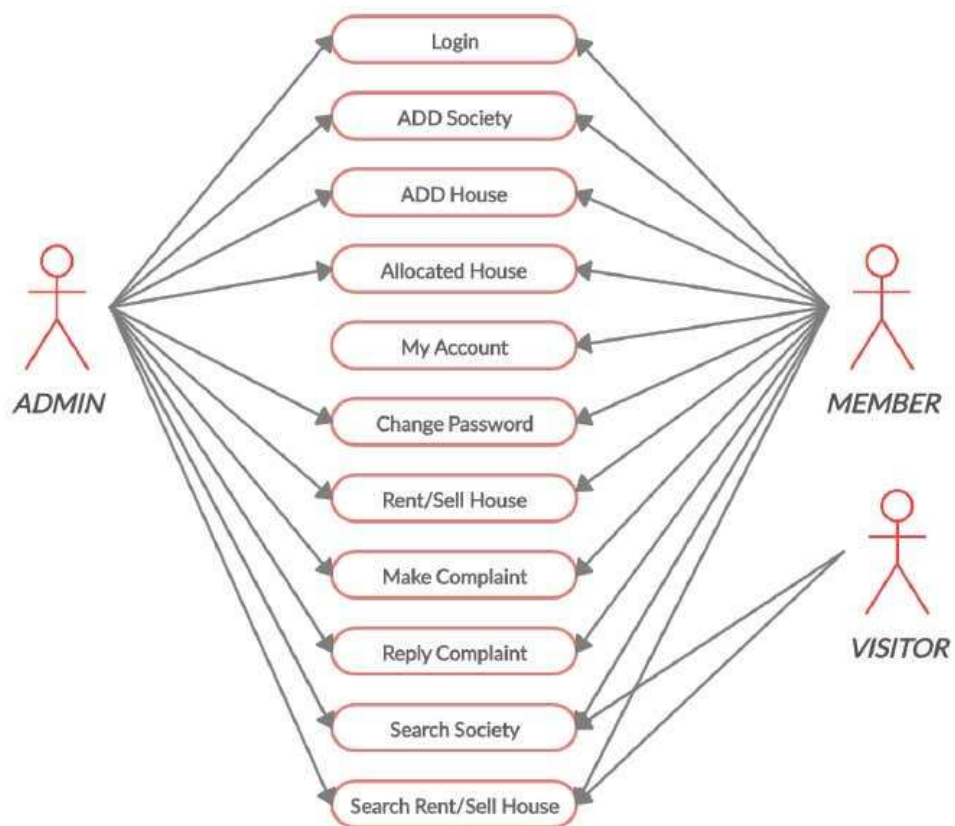 Login
ADD Society
ADD House
Allocated House
My Account
ADMIN
MEMBER
Change Password
Rent/Sell House
Make Complaint
Reply Complaint
VISITOR
Search Society
Search Rent/Sell House